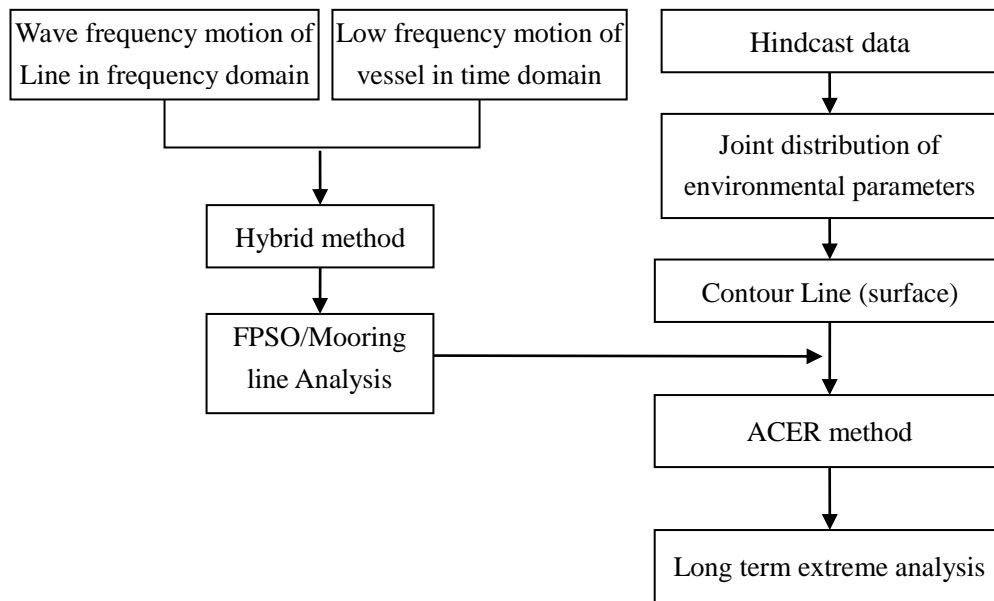 Wave frequency motion of
Line in frequency domain
Low frequency motion of
vessel in time domain
Hybrid method
FPSO/Mooring
line Analysis
Hindcast data
Joint distribution of
environmental parameters
Contour Line (surface)
ACER method
Long term extreme analysis